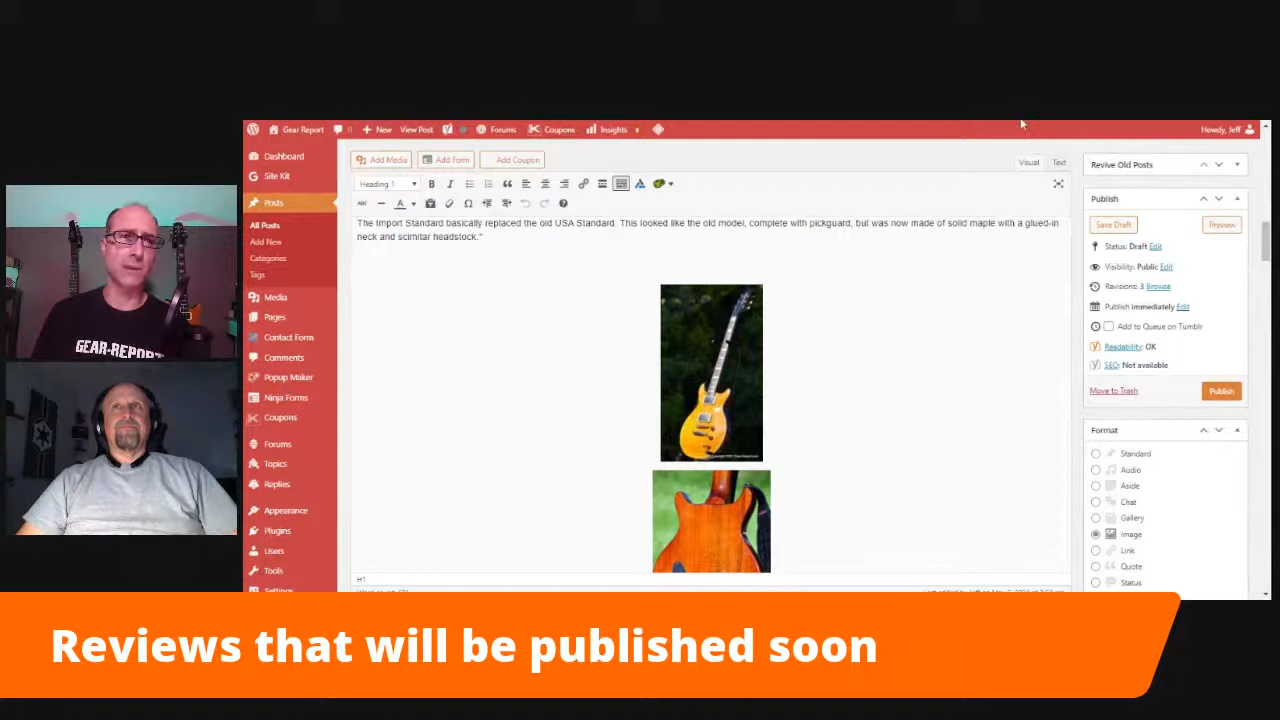 Gear Report
0
New
View Post
Forums
Coupons
Insights
Howdy, Jeff
Dashboard
Site Kit
Posts
All Posts
Add New
Categories
Tags
Media
Pages
Contact Form
Comments
Popup Maker
Ninja Forms
Coupons
Forums
Topics
Replies
Appearance
Plugins
Users
Tools
Settings
Add Media
Add Form
Add Coupon
Visual
Text
Heading 1
B
I
ABC
A
The Import Standard basically replaced the old USA Standard. This looked like the old model, complete with pickguard, but was now made of solid maple with a glued-in
neck and scimitar headstock."
H1
Revive Old Posts
Publish
Save Draft
Preview
Status: Draft Edit
Visibility: Public Edit
Revisions: 3 Browse
Publish immediately Edit
Add to Queue on Tumblr
Readability: OK
SEO: Not available
Move to Trash
Publish
Format
Standard
Audio
Aside
Chat
Gallery
Image
Link
Quote
Status
GEAR-REPORT
Reviews that will be published soon